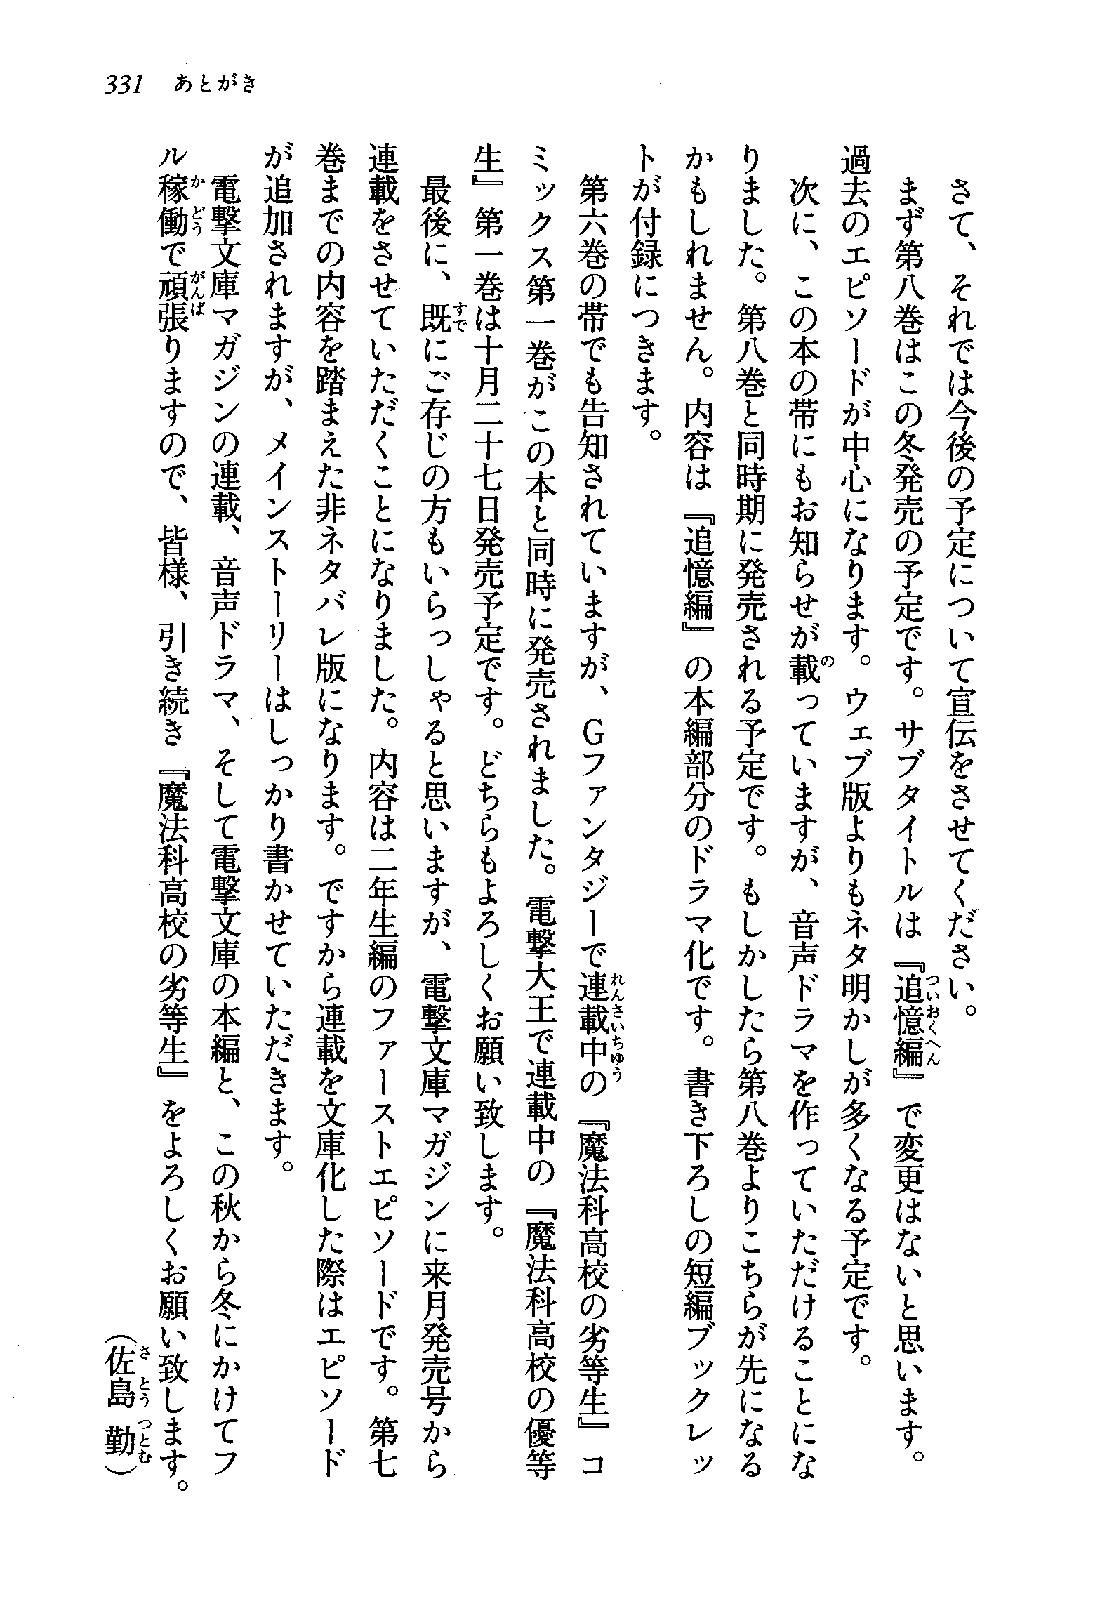 331 あとがき
さて、それでは今後の予定について宣伝をさせてください。
まず第八巻はこの冬発売の予定です。サブタイトルは『追憶編』で変更はないと思います。
過去のエピソードが中心になります。ウェブ版よりもネタ明かしが多くなる予定です。
次に、この本の帯にもお知らせが載っていますが、音声ドラマを作っていただけることにな
りました。第八巻と同時期に発売される予定です。もしかしたら第八巻よりこちらが先になる
かもしれません。内容は『追憶編』の本編部分のドラマ化です。書き下ろしの短編ブックレッ
トが付録につきます。
第六巻の帯でも告知されていますが、Gファンタジーで連載中の『魔法科高校の劣等生』コ
ミックス第一巻がこの本と同時に発売されました。電撃大王で連載中の『魔法科高校の優等
生』第一巻は十月二十七日発売予定です。どちらもよろしくお願い致します。
最後に、既にご存じの方もいらっしゃると思いますが、電撃文庫マガジンに来月発売号から
連載をさせていただくことになりました。内容は二年生編のファーストエピソードです。第七
巻までの内容を踏まえた非ネタバレ版になります。ですから連載を文庫化した際はエピソード
が追加されますが、メインストーリーはしっかり書かせていただきます。
電撃文庫マガジンの連載、音声ドラマ、そして電撃文庫の本編と、この秋から冬にかけてフ
ル稼働で頑張りますので、皆様、引き続き『魔法科高校の劣等生』をよろしくお願い致します。
(佐島 勤)